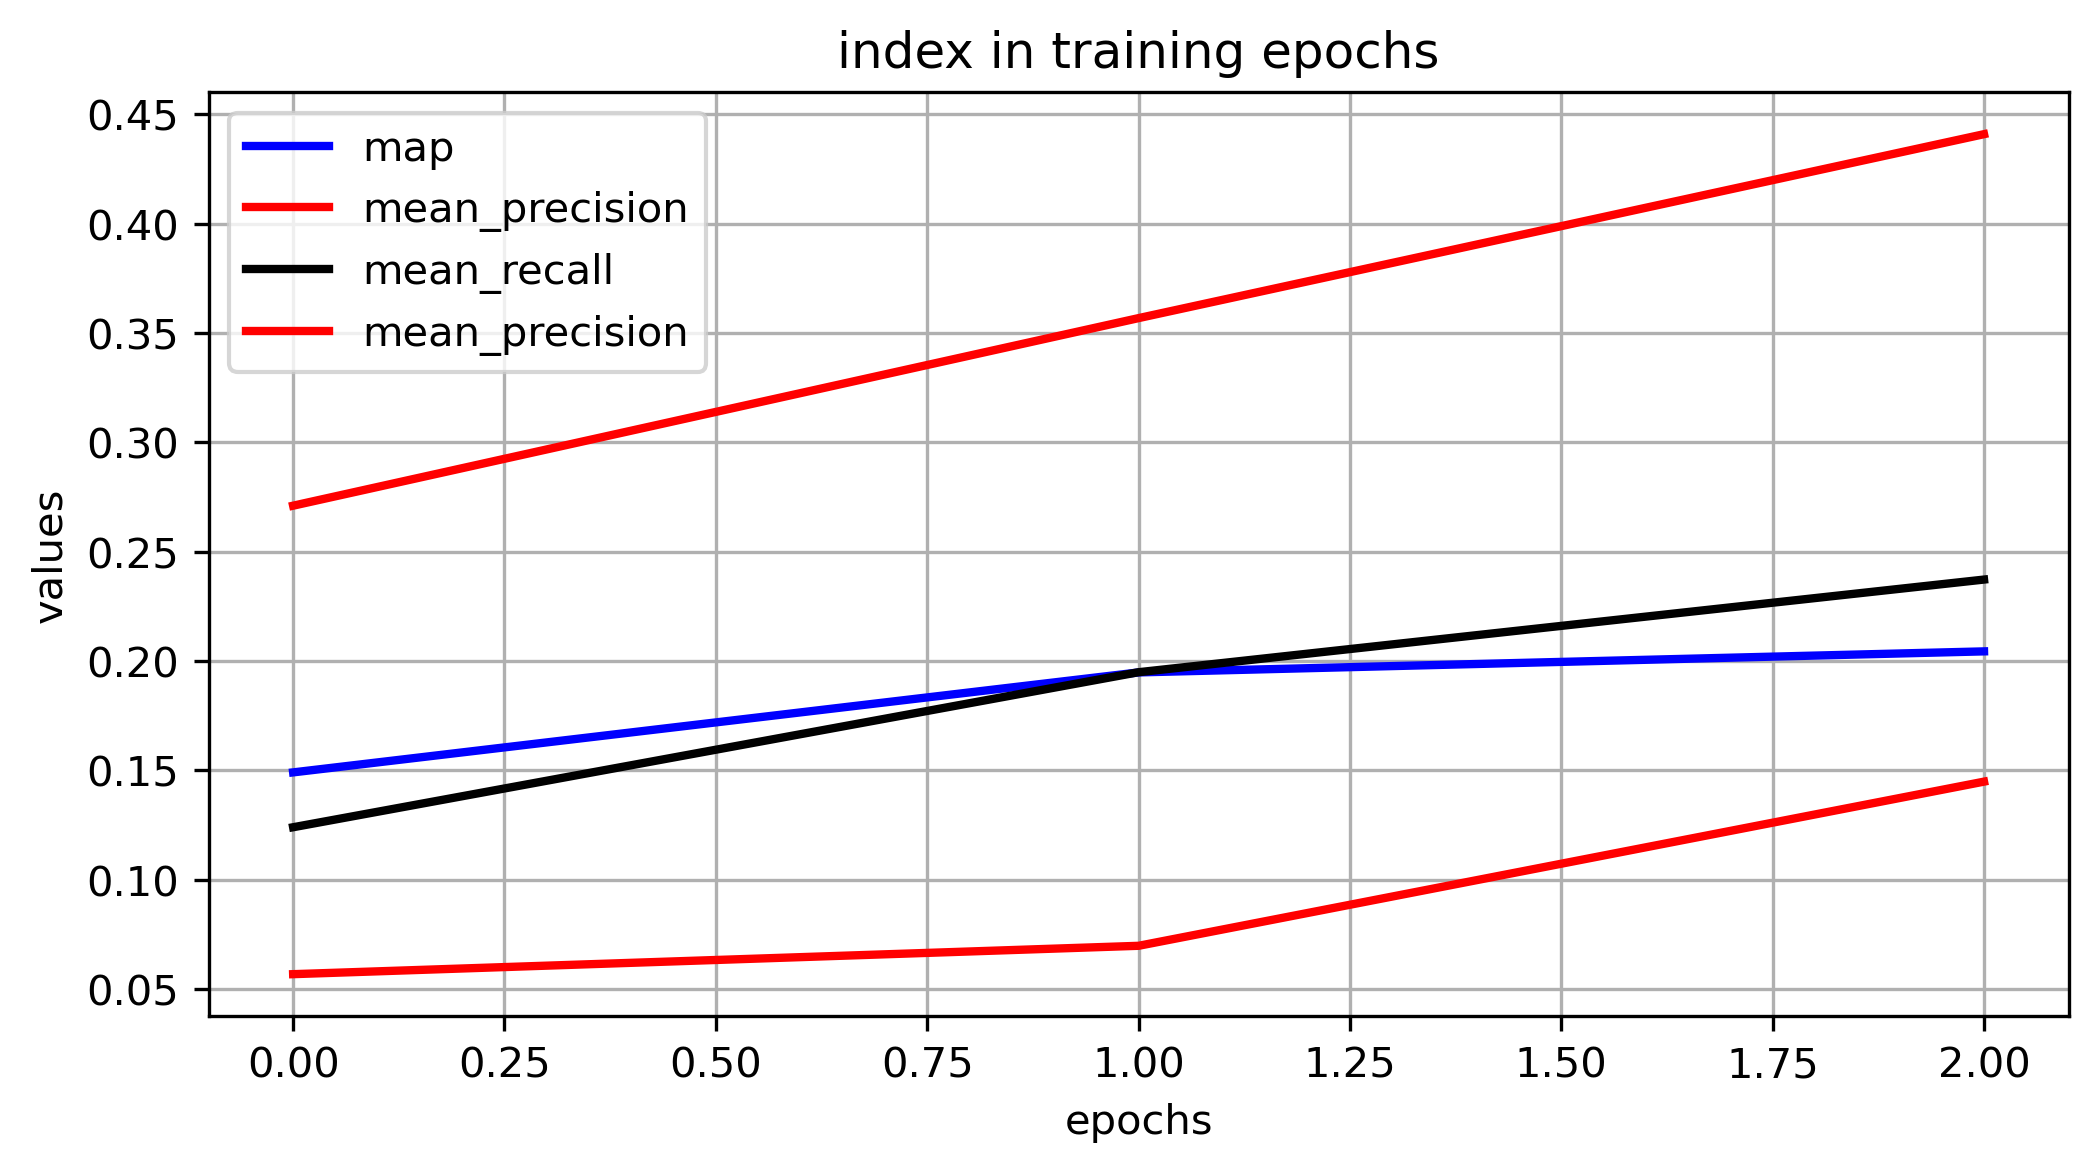 index in training epochs
map
mean_precision
mean_recall
mean_precision
0.45
0.40
0.35
0.30
0.25
0.20
0.15
0.10
0.05
values
0.00 0.25 0.50 0.75 1.00 1.25 1.50 1.75 2.00
epochs